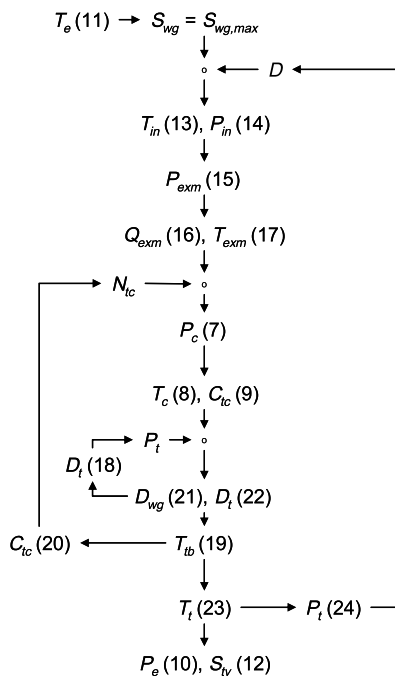 T_e (11) → S_wg = S_wg,max
D
T_in (13), P_in (14)
P_exm (15)
Q_exm (16), T_exm (17)
N_tc
P_c (7)
T_c (8), C_tc (9)
P_t
D_t (18)
D_wg (21), D_t (22)
C_tc (20)
T_tb (19)
T_t (23)
P_t (24)
P_e (10), S_tv (12)